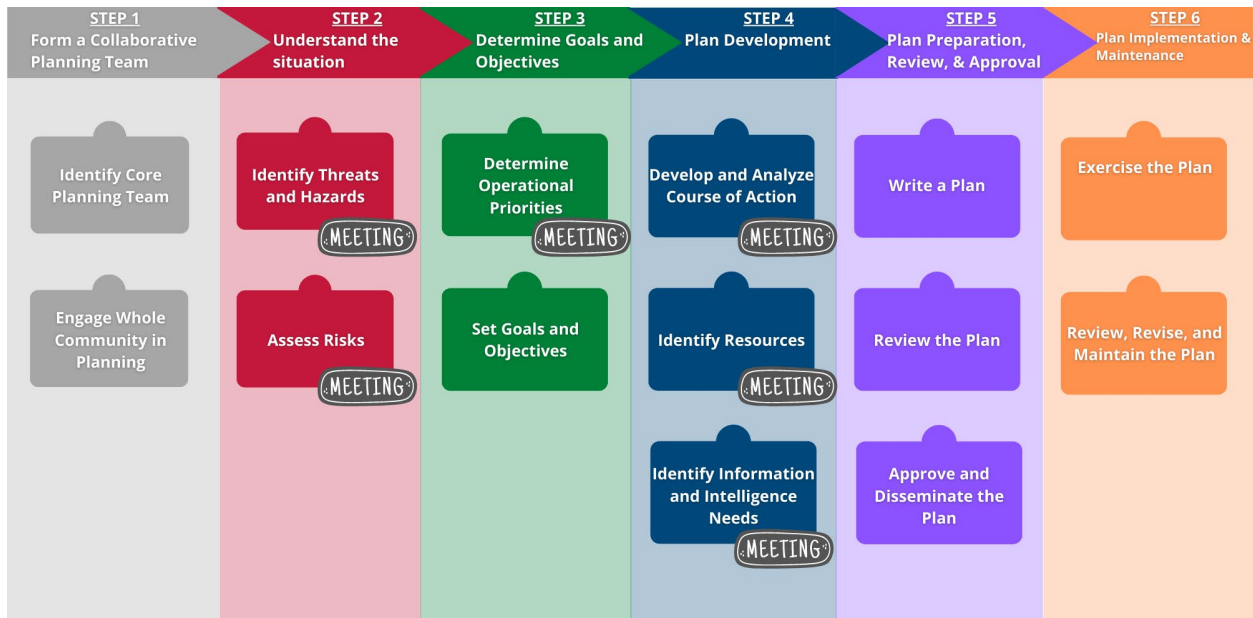 STEP 1
Form a Collaborative
Planning Team
STEP 2
Understand the
situation
STEP 3
Determine Goals and
Objectives
STEP 4
Plan Development
STEP 5
Plan Preparation,
Review, & Approval
STEP 6
Plan Implementation &
Maintenance
Identify Core
Planning Team
Engage Whole
Community in
Planning
Identify Threats
and Hazards
MEETING
Assess Risks
MEETING
Determine
Operational
Priorities
MEETING
Set Goals and
Objectives
Develop and Analyze
Course of Action
MEETING
Identify Resources
MEETING
Identify Information
and Intelligence
Needs
MEETING
Write a Plan
Review the Plan
Approve and
Disseminate the
Plan
Exercise the Plan
Review, Revise, and
Maintain the Plan